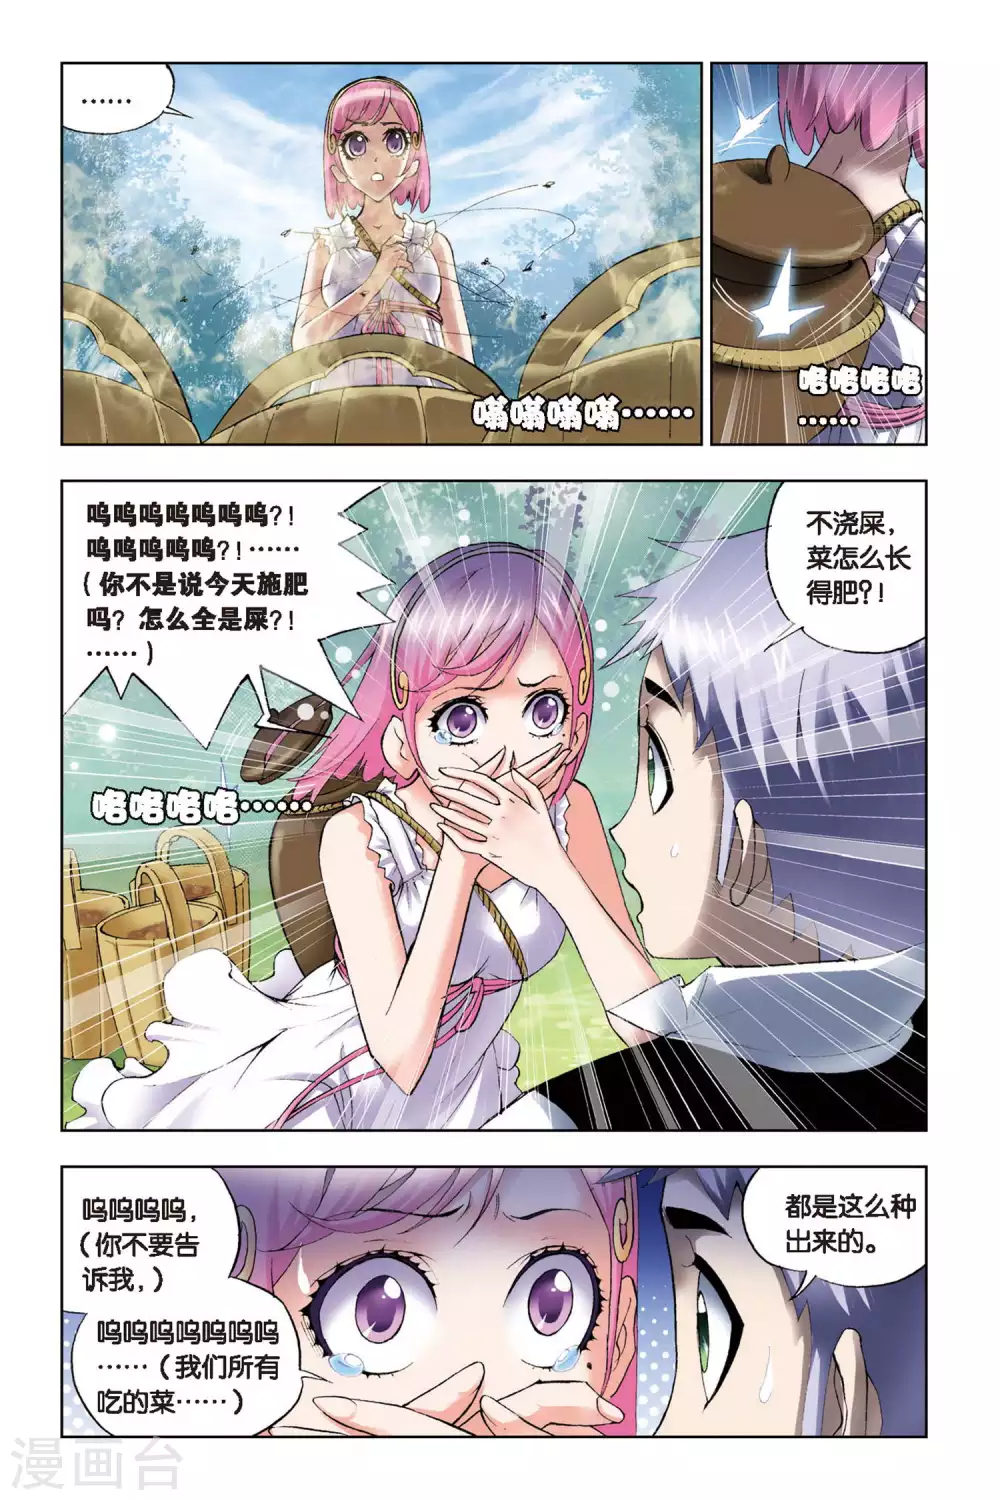 ……
嗡嗡嗡嗡……
咯咯咯咯
……
呜呜呜呜呜呜呜?!
呜呜呜呜呜?!……
(你不是说今天施肥
吗? 怎么全是屎?!
……)
不浇屎，
菜怎么长
得肥?!
咯咯咯咯……
呜呜呜呜，
(你不要告
诉我，)
呜呜呜呜呜呜呜
……(我们所有
吃的菜……)
都是这么种
出来的。
漫画台